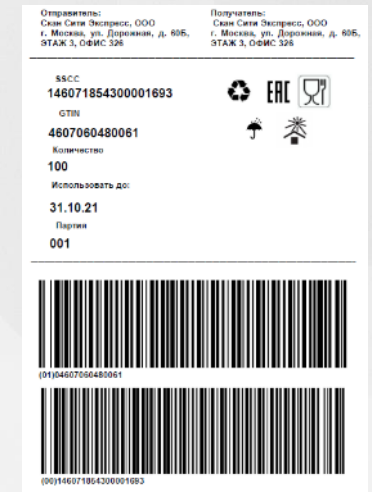 Отправитель:
Скан Сити Экспресс, ООО
г. Москва, ул. Дорожная, д. 60Б,
ЭТАЖ 3, ОФИС 326
Получатель:
Скан Сити Экспресс, ООО
г. Москва, ул. Дорожная, д. 60Б,
ЭТАЖ 3, ОФИС 326
SSCC
146071854300001693
GTIN
4607060480061
Количество
100
Использовать до:
31.10.21
Партия
001
EAC
(01)04607060480061
(00)146071854300001693